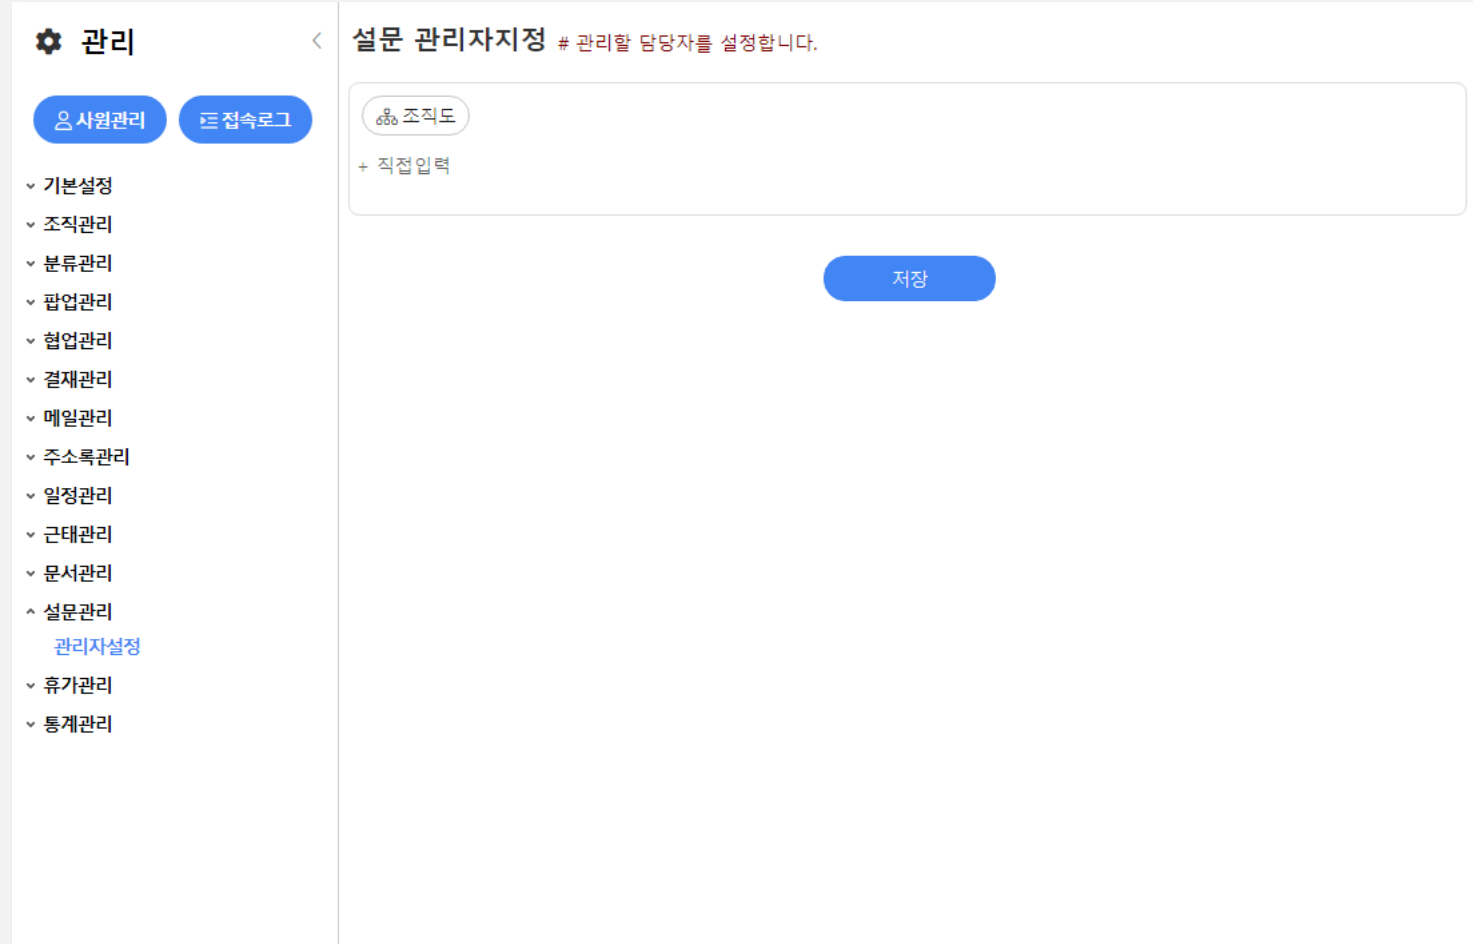 관리
사원관리 접속로그
기본설정
조직관리
분류관리
팝업관리
협업관리
결재관리
메일관리
주소록관리
일정관리
근태관리
문서관리
설문관리
관리자설정
휴가관리
통계관리
설문 관리자지정 # 관리할 담당자를 설정합니다.
조직도
+ 직접입력
저장